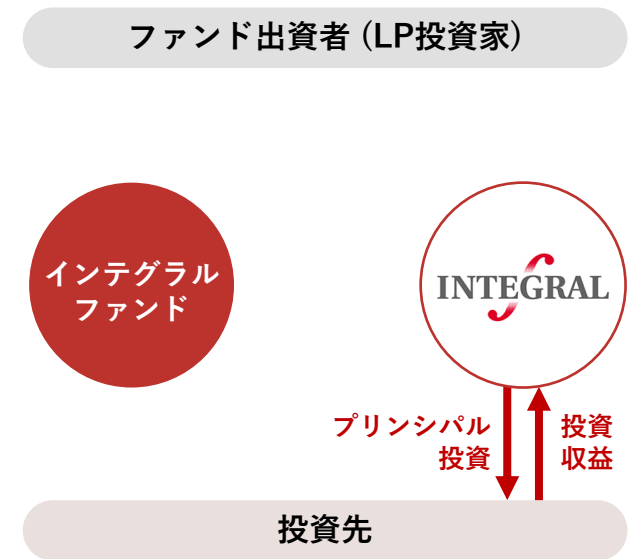 ファンド出資者 (LP投資家)
インテグラル
ファンド
INTEGRAL
プリンシパル
投資
投資
収益
投資先